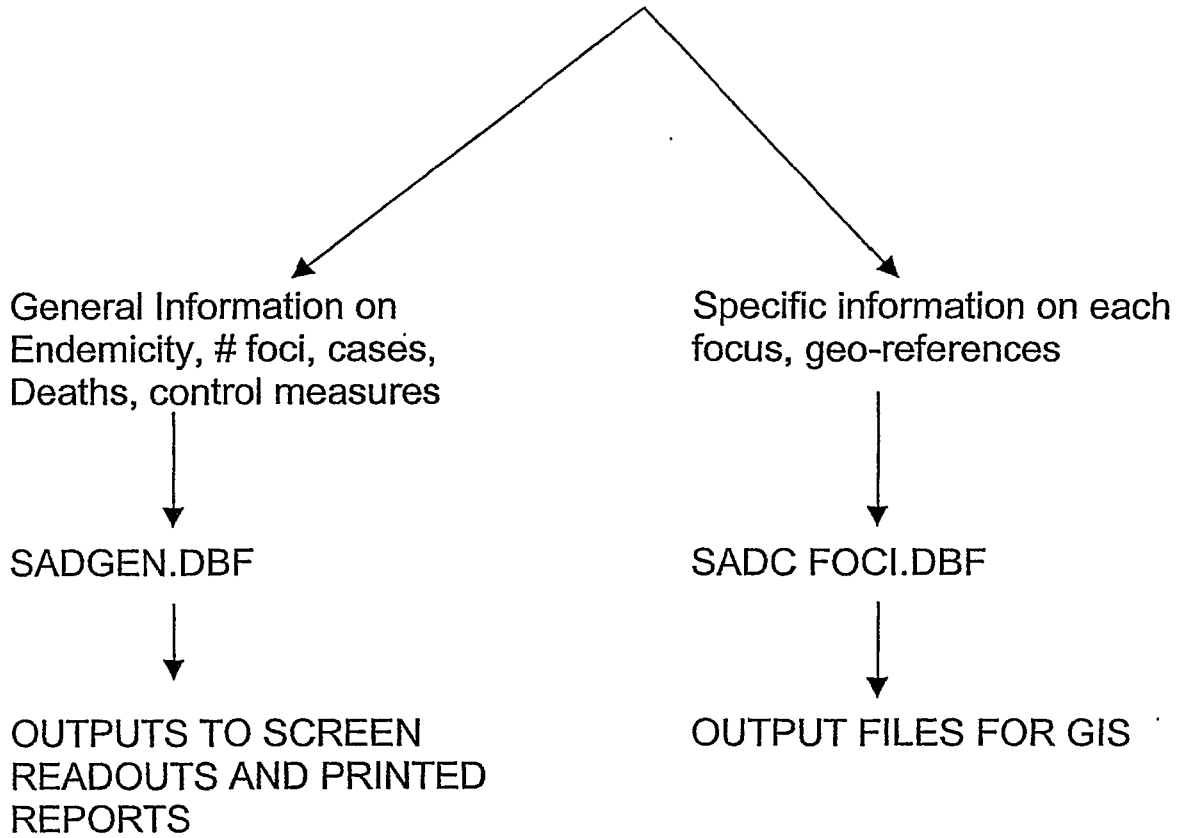 General Information on
Endemicity, # foci, cases,
Deaths, control measures
SADGEN.DBF
OUTPUTS TO SCREEN
READOUTS AND PRINTED
REPORTS
Specific information on each
focus, geo-references
SADC FOCI.DBF
OUTPUT FILES FOR GIS